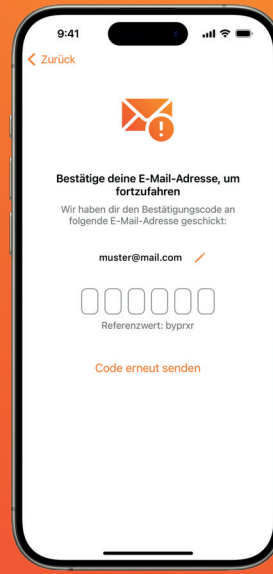 9:41
Zurück
Bestätige deine E-Mail-Adresse, um
fortzufahren
Wir haben dir den Bestätigungscode an
folgende E-Mail-Adresse geschickt:
muster@mail.com
Referenzwert: byprxr
Code erneut senden